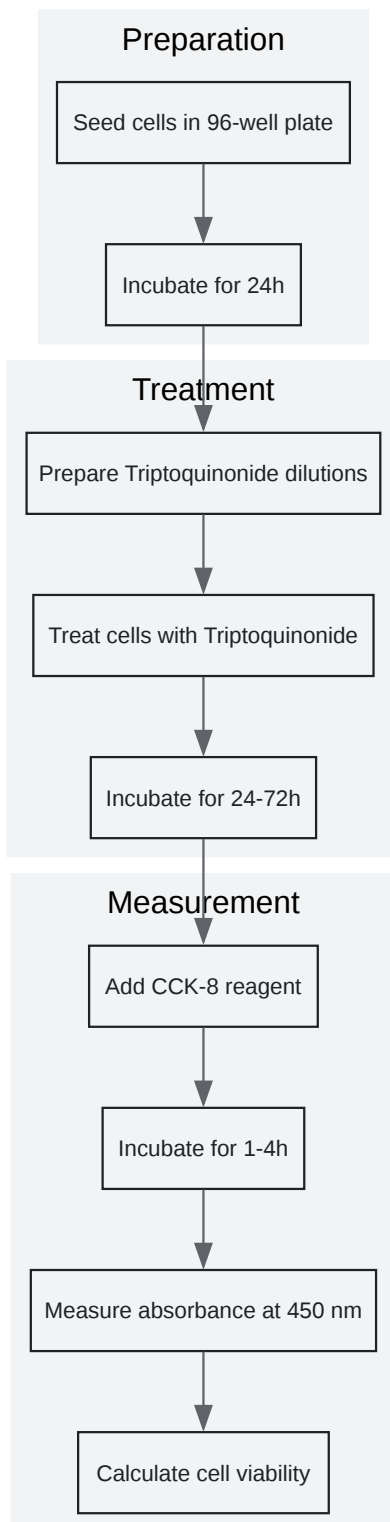 Preparation
Seed cells in 96-well plate
Incubate for 24h
Treatment
Prepare Triptoquinonide dilutions
Treat cells with Triptoquinonide
Incubate for 24-72h
Measurement
Add CCK-8 reagent
Incubate for 1-4h
Measure absorbance at 450 nm
Calculate cell viability